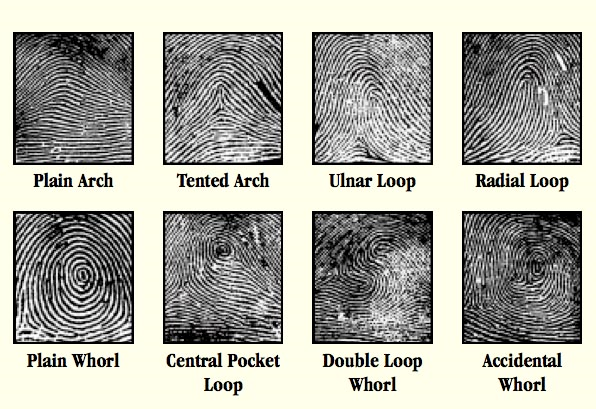 Plain Arch
Tented Arch
Ulnar Loop
Radial Loop
Plain Whorl
Central Pocket
Loop
Double Loop
Whorl
Accidental
Whorl